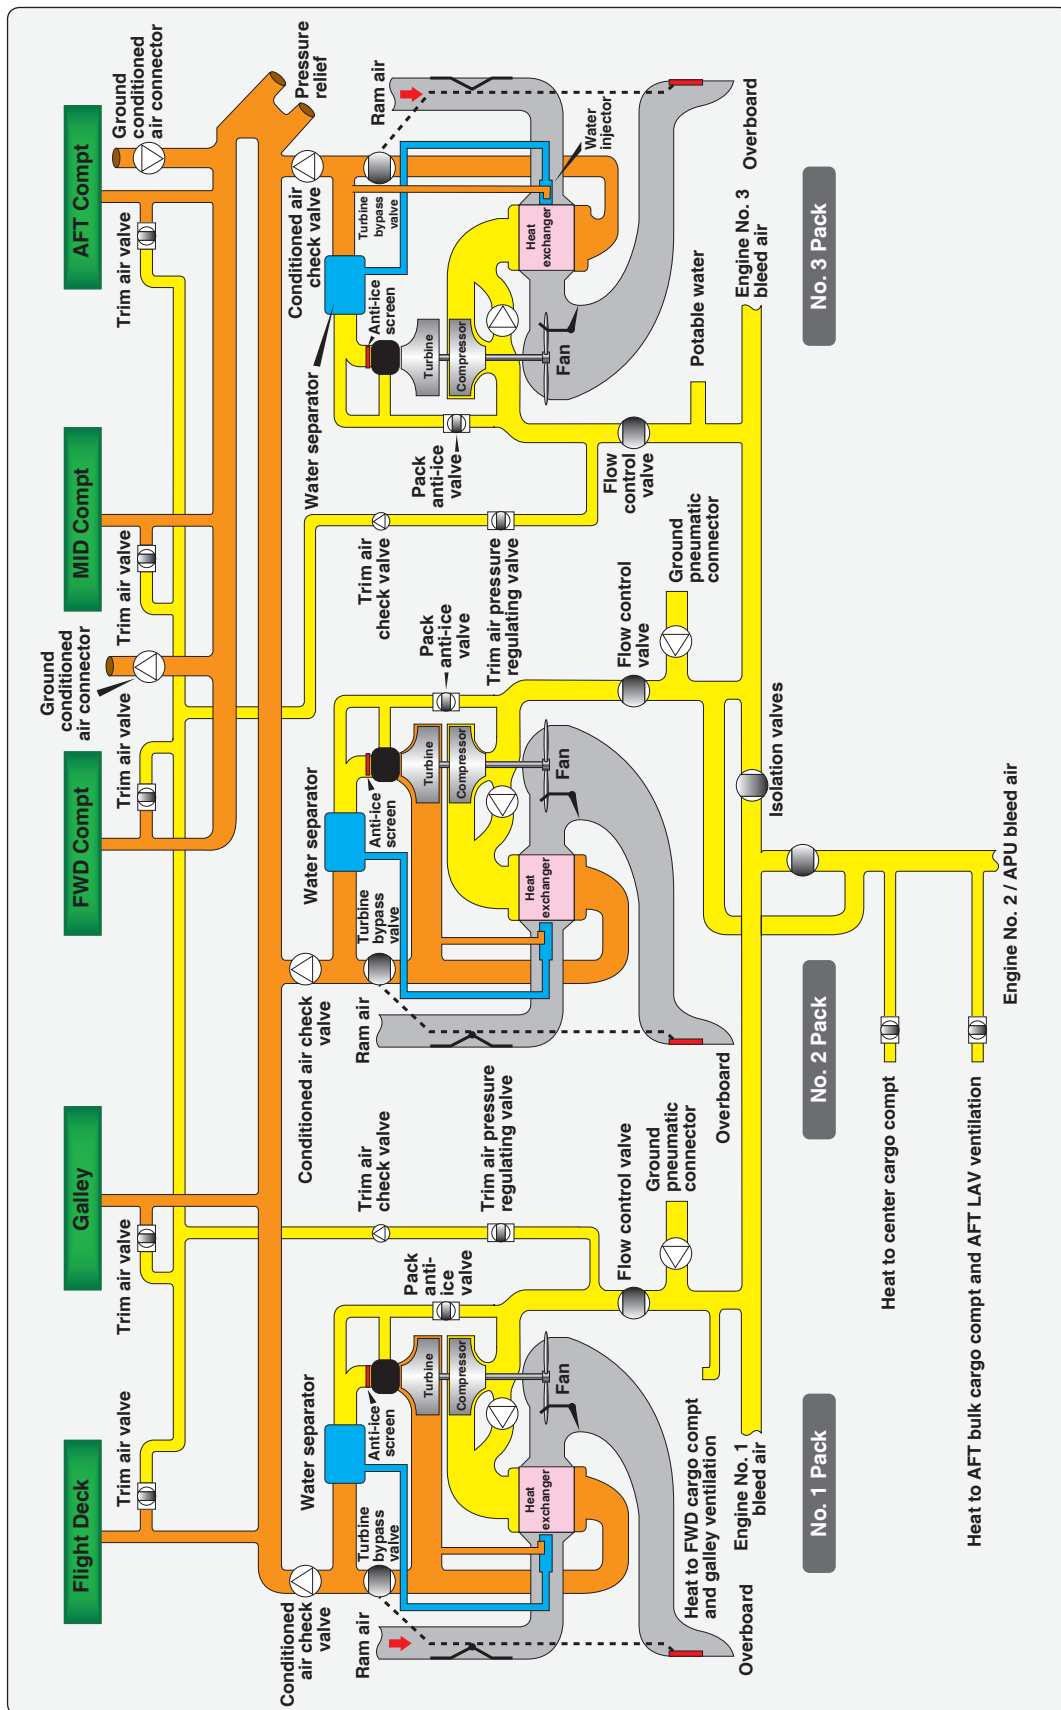 Flight Deck
Galley
FWD Compt
MID Compt
AFT Compt
Trim air valve
Trim air valve
Trim air valve
Trim air valve
Trim air valve
Ground
conditioned
air connector
Ground
conditioned
air connector
Pressure
relief
Conditioned
air check
valve
Water separator
Anti-ice
screen
Turbine
bypass
valve
Ram air
Pack
anti-
ice
valve
Turbine
Compressor
Fan
Heat
exchanger
Trim air
check valve
Trim air pressure
regulating valve
Flow control valve
Ground
pneumatic
connector
Overboard
Heat to FWD cargo compt
and galley ventilation
Engine No. 1
bleed air
No. 1 Pack
Conditioned air check
valve
Water separator
Anti-ice
screen
Turbine
bypass
valve
Ram air
Pack
anti-ice
valve
Turbine
Compressor
Fan
Heat
exchanger
Trim air
check valve
Trim air pressure
regulating valve
Flow control
valve
Ground
pneumatic
connector
Overboard
Isolation valves
No. 2 Pack
Conditioned air
check valve
Water separator
Anti-ice
screen
Turbine
bypass
valve
Ram air
Water
injector
Pack
anti-ice
valve
Turbine
Compressor
Fan
Heat
exchanger
Flow
control
valve
Potable water
Overboard
Engine No. 3
bleed air
No. 3 Pack
Heat to center cargo compt
Heat to AFT bulk cargo compt and AFT LAV ventilation
Engine No. 2 / APU bleed air